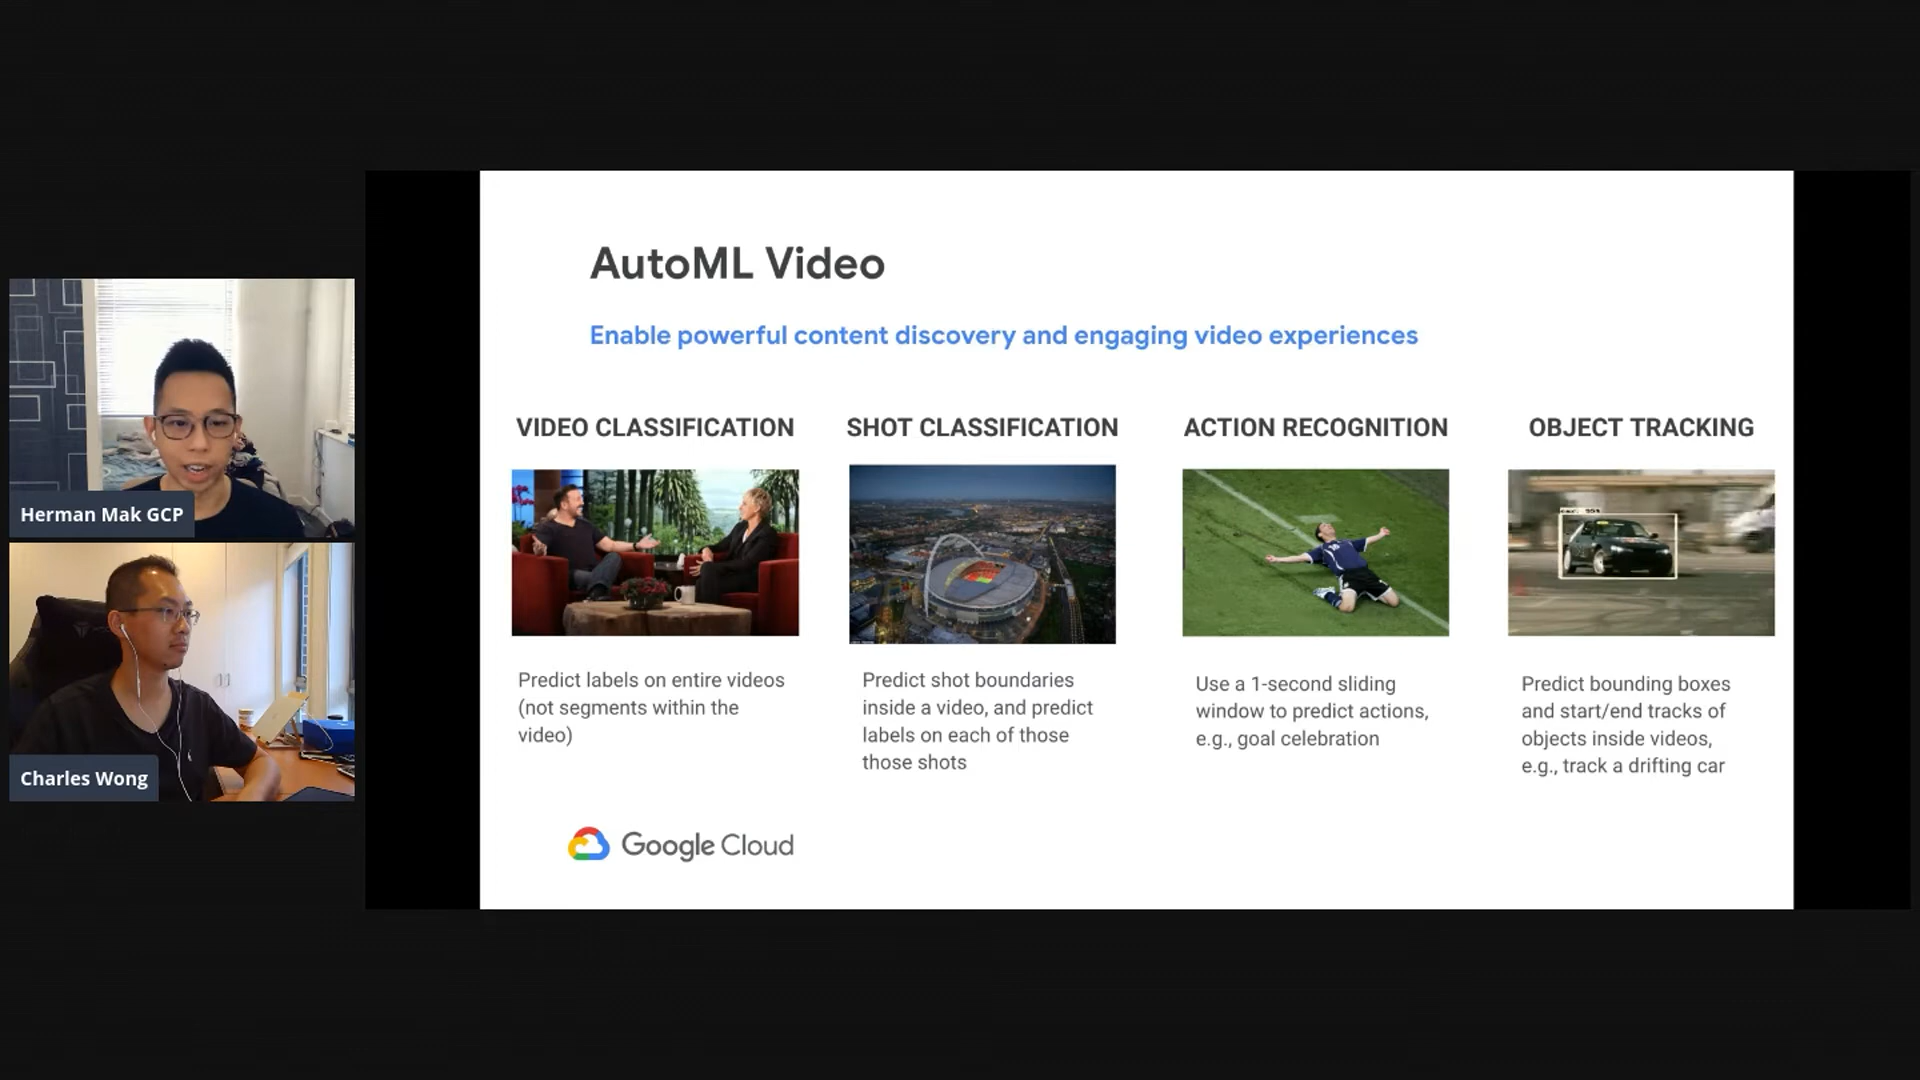 AutoML Video
Enable powerful content discovery and engaging video experiences
VIDEO CLASSIFICATION
Predict labels on entire videos
(not segments within the
video)
SHOT CLASSIFICATION
Predict shot boundaries
inside a video, and predict
labels on each of those
those shots
ACTION RECOGNITION
Use a 1-second sliding
window to predict actions,
e.g., goal celebration
OBJECT TRACKING
Predict bounding boxes
and start/end tracks of
objects inside videos,
e.g., track a drifting car
Google Cloud
Herman Mak GCP
Charles Wong